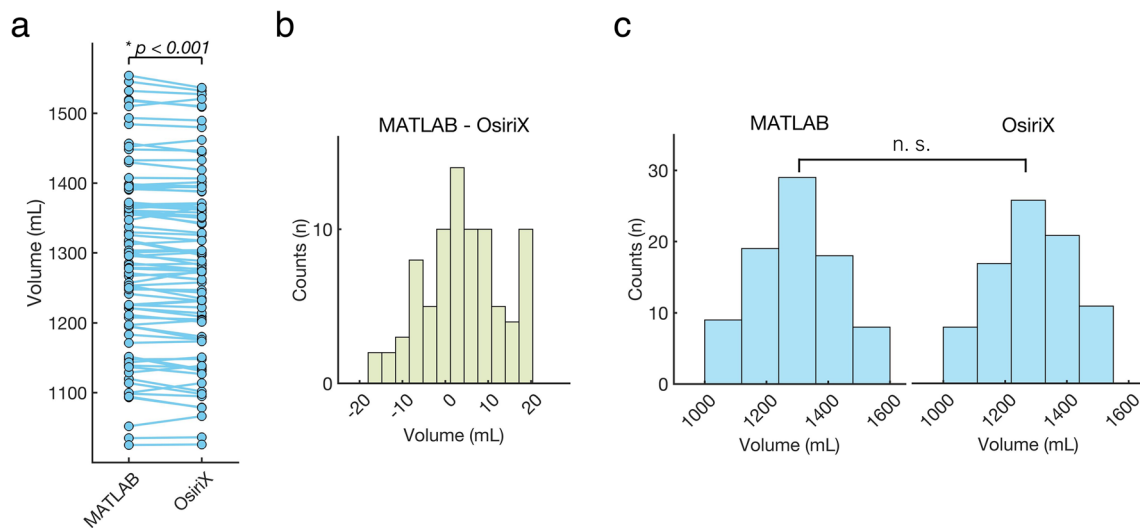 a
* p < 0.001
Volume (mL)
1500
1400
1300
1200
1100
MATLAB
OsiriX
b
MATLAB - OsiriX
Counts (n)
10
0
-20
-10
0
10
20
Volume (mL)
c
MATLAB
OsiriX
n. s.
Counts (n)
30
20
10
0
1000
1200
1400
1600
Volume (mL)
1000
1200
1400
1600
Volume (mL)